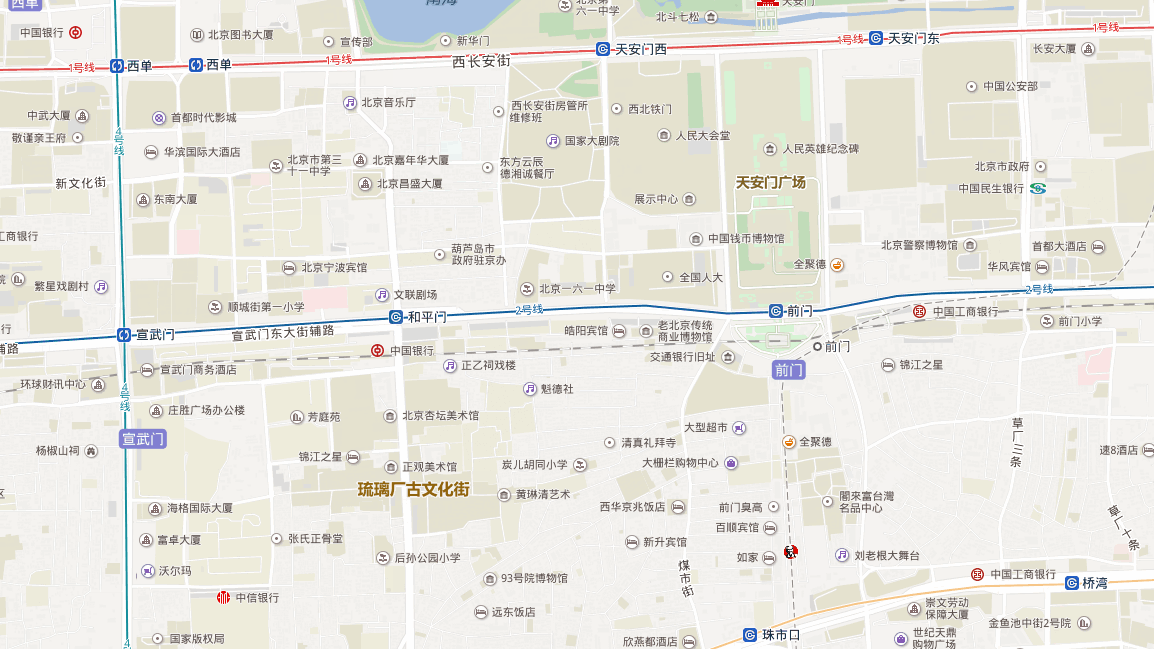 西单
南海
北京第
六一中学
天安门
北斗七松
中国银行
北京图书大厦
宣传部
新华门
1号线
天安门东
1号线
长安大厦
天安门西
西长安街
1号线
西单
西单
1号线
中国公安部
北京音乐厅
西长安街房管所
维修班
西北铁门
中武大厦
首都时代影城
敬谨亲王府
4号线
国家大剧院
人民大会堂
人民英雄纪念碑
华滨国际大酒店
北京市第三
十一中学
北京嘉年华大厦
东方云辰
德湘诚餐厅
北京市政府
新文化街
北京昌盛大厦
天安门广场
中国民生银行
东南大厦
展示中心
工商银行
中国钱币博物馆
北京警察博物馆
首都大酒店
葫芦岛市
政府驻京办
北京宁波宾馆
全聚德
华风宾馆
院
繁星戏剧村
全国人大
文联剧场
北京一六一中学
2号线
顺城街第一小学
2号线
前门
中国工商银行
和平门
前门小学
行
宣武门
宣武门东大街辅路
皓阳宾馆
老北京传统
商业博物馆
辅路
中国银行
前门
交通银行旧址
正乙祠戏楼
锦江之星
宣武门商务酒店
前门
环球财讯中心
魁德社
4号线
庄胜广场办公楼
芳庭苑
北京杏坛美术馆
草厂三条
大型超市
宣武门
清真礼拜寺
全聚德
杨椒山祠
速8酒店
锦江之星
正观美术馆
炭儿胡同小学
大栅栏购物中心
琉璃厂古文化街
黄琳清艺术
区
海格国际大厦
西华京兆饭店
前门臭高
閣來富台灣
名品中心
草厂十条
百顺宾馆
富卓大厦
张氏正骨堂
新升宾馆
后孙公园小学
如家
刘老根大舞台
沃尔玛
93号院博物馆
煤市街
中国工商银行
桥湾
中信银行
远东饭店
崇文劳动
保障大厦
金鱼池中街2号院
国家版权局
欣燕都酒店
珠市口
世纪天鼎
购物广场
4